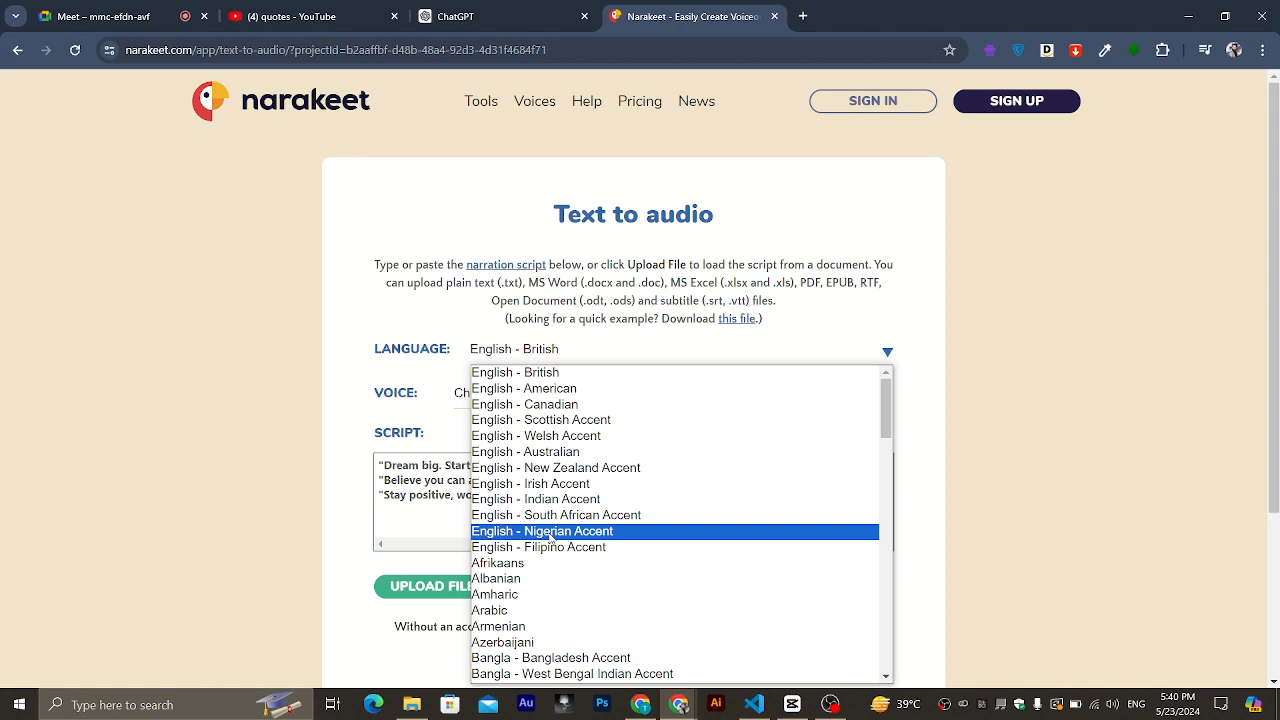 mmc-cedn-avf
(4) quotes - YouTube
ChatGPT
Narakeet - Easily Create Voiceo
narakeet.com/app/text-to-audio/?projectId=b2aaffbf-d48b-48a4-92d3-4d31f4684f71
narakeet
Tools Voices Help Pricing News
SIGN IN
SIGN UP
Text to audio
Type or paste the narration script below, or click Upload File to load the script from a document. You
can upload plain text (.txt), MS Word (.docx and .doc), MS Excel (.xlsx and .xls), PDF, EPUB, RTF,
Open Document (.odt, .ods) and subtitle (.srt, .vtt) files.
(Looking for a quick example? Download this file.)
LANGUAGE: English - British
English - British
English - American
VOICE: Ch
English - Canadian
English - Scottish Accent
SCRIPT:
English - Welsh Accent
English - Australian
"Dream big. Start
English - New Zealand Accent
"Believe you can a
English - Irish Accent
"Stay positive, wo
English - Indian Accent
English - South African Accent
English - Nigerian Accent
English - Filipino Accent
Afrikaans
Albanian
UPLOAD FILE
Amharic
Arabic
Without an acc
Armenian
Azerbaijani
Bangla - Bangladesh Accent
Bangla - West Bengal Indian Accent
Type here to search
Au
Ps
Ai
39°C
ENG
5:40 PM
5/23/2024